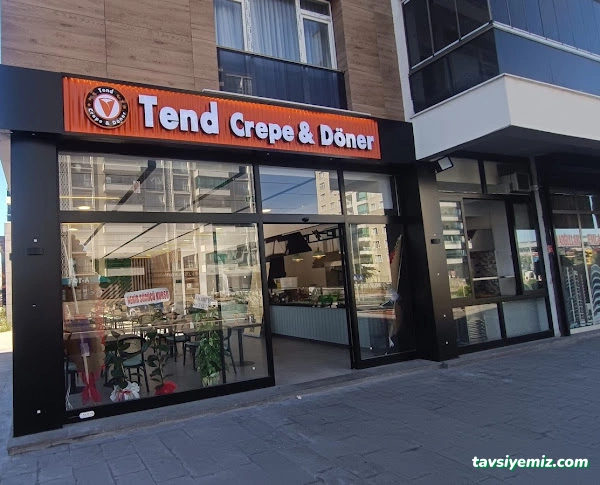 Tend
Crepe & Döner
Tend Crepe & Döner
tavsiyemiz.com